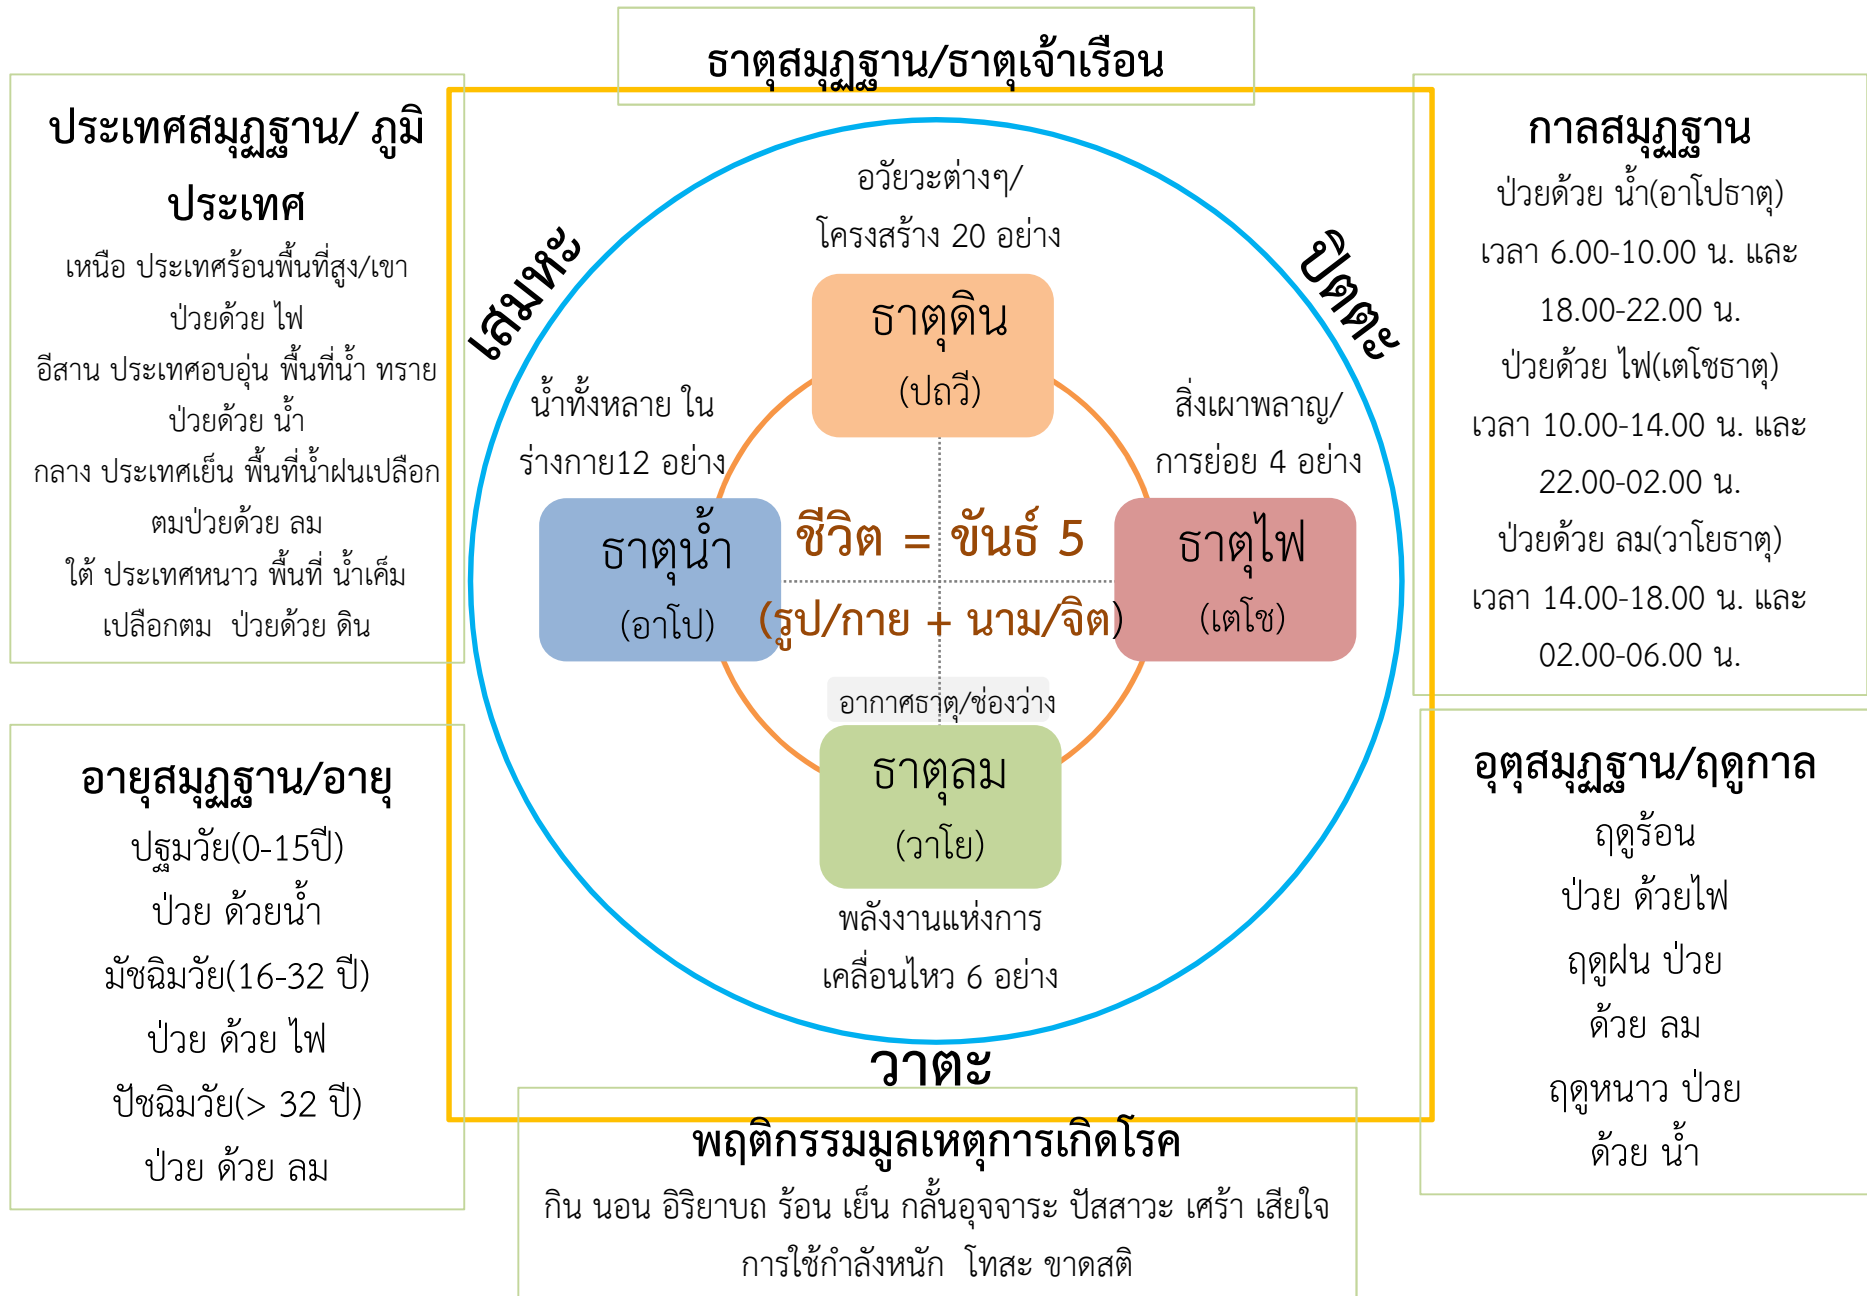 ธาตุสมุฏฐาน/ธาตุเจ้าเรือน
ประเทศสมุฏฐาน/ ภูมิ
ประเทศ
เหนือ ประเทศร้อนพื้นที่สูง/เขา
ป่วยด้วย ไฟ
อีสาน ประเทศอบอุ่น พื้นที่น้ำ ทราย
ป่วยด้วย น้ำ
กลาง ประเทศเย็น พื้นที่น้ำฝนเปลือก
ตมป่วยด้วย ลม
ใต้ ประเทศหนาว พื้นที่ น้ำเค็ม
เปลือกตม ป่วยด้วย ดิน
กาลสมุฏฐาน
ป่วยด้วย น้ำ(อาโปธาตุ)
เวลา 6.00-10.00 น. และ
18.00-22.00 น.
ป่วยด้วย ไฟ(เตโชธาตุ)
เวลา 10.00-14.00 น. และ
22.00-02.00 น.
ป่วยด้วย ลม(วาโยธาตุ)
เวลา 14.00-18.00 น. และ
02.00-06.00 น.
เสมหะ
ปิตตะ
อวัยวะต่างๆ/
โครงสร้าง 20 อย่าง
ธาตุดิน
(ปถวี)
น้ำทั้งหลาย ใน
ร่างกาย12 อย่าง
ธาตุน้ำ
(อาโป)
สิ่งเผาพลาญ/
การย่อย 4 อย่าง
ธาตุไฟ
(เตโช)
ชีวิต = ขันธ์ 5
(รูป/กาย + นาม/จิต)
อากาศธาตุ/ช่องว่าง
ธาตุลม
(วาโย)
พลังงานแห่งการ
เคลื่อนไหว 6 อย่าง
วาตะ
อายุสมุฏฐาน/อายุ
ปฐมวัย(0-15ปี)
ป่วย ด้วยน้ำ
มัชฉิมวัย(16-32 ปี)
ป่วย ด้วย ไฟ
ปัชฉิมวัย(> 32 ปี)
ป่วย ด้วย ลม
อุตุสมุฏฐาน/ฤดูกาล
ฤดูร้อน
ป่วย ด้วยไฟ
ฤดูฝน ป่วย
ด้วย ลม
ฤดูหนาว ป่วย
ด้วย น้ำ
พฤติกรรมมูลเหตุการเกิดโรค
กิน นอน อิริยาบถ ร้อน เย็น กลั้นอุจจาระ ปัสสาวะ เศร้า เสียใจ
การใช้กำลังหนัก โทสะ ขาดสติ